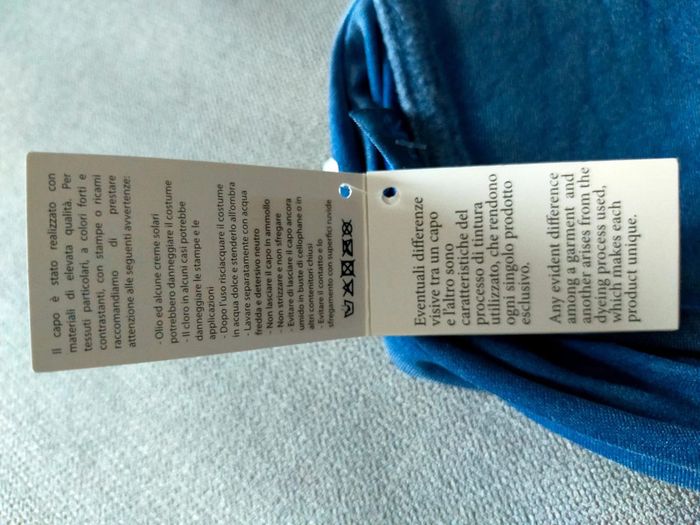 Il capo è stato realizzato con
materiali di elevata qualità. Per
tessuti particolari, a colori forti e
contrastanti, con stampe o ricami
raccomandiamo di prestare
attenzione alle seguenti avvertenze:
- Olio ed alcune creme solari
potrebbero danneggiare il costume
- Il cloro in alcuni casi potrebbe
danneggiare le stampe e le
applicazioni
- Dopo l'uso risciacquare il costume
in acqua dolce e stenderlo all'ombra
- Lavare separatamente con acqua
fredda e detersivo neutro
- Non lasciare il capo in ammollo
- Non strizzare e non sfregare
- Evitare di lasciare il capo ancora
umido in buste di cellophane o in
altri contenitori chiusi
- Evitare il contatto e lo
sfregamento con superfici ruvide
Eventuali differenze
visive tra un capo
e l'altro sono
caratteristiche del
processo di tintura
utilizzato, che rendono
ogni singolo prodotto
esclusivo.
Any evident difference
among a garment and
another arises from the
dyeing process used,
which makes each
product unique.